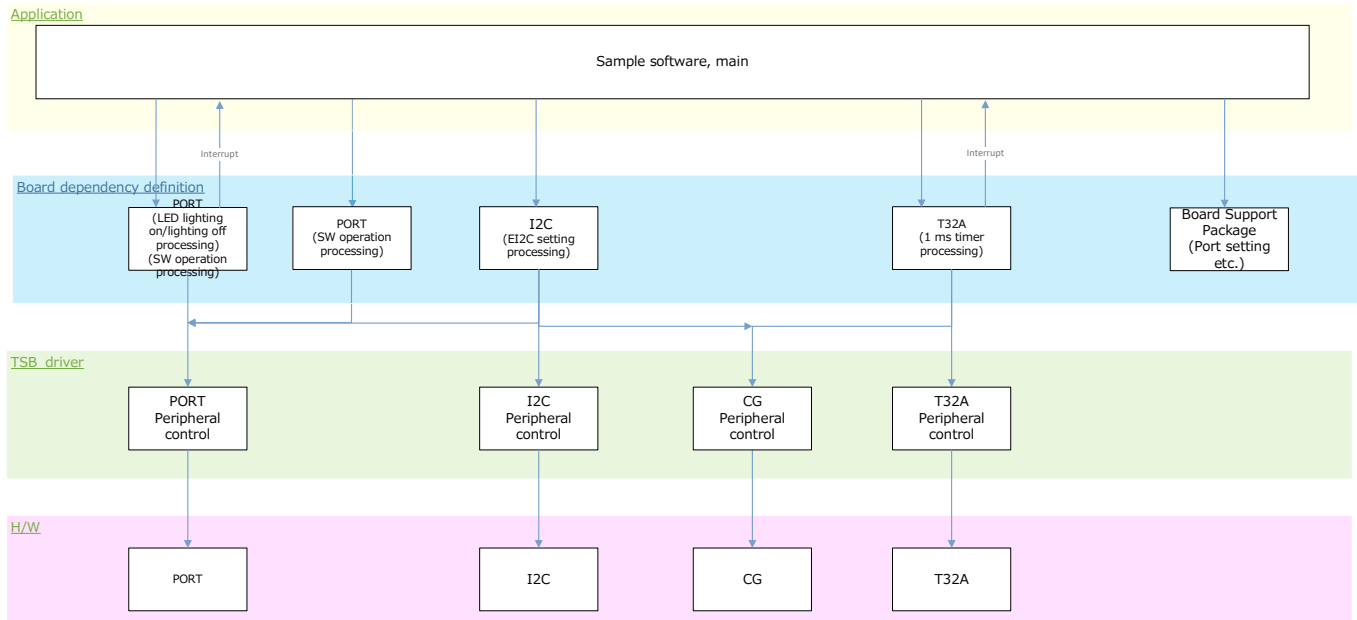 Application
Sample software, main
Interrupt
Interrupt
Board dependency definition
PORT
(LED lighting
on/lighting off
processing)
(SW operation
processing)
PORT
(SW operation
processing)
I2C
(EI2C setting
processing)
T32A
(1 ms timer
processing)
Board Support
Package
(Port setting
etc.)
TSB driver
PORT
Peripheral
control
I2C
Peripheral
control
CG
Peripheral
control
T32A
Peripheral
control
H/W
PORT
I2C
CG
T32A